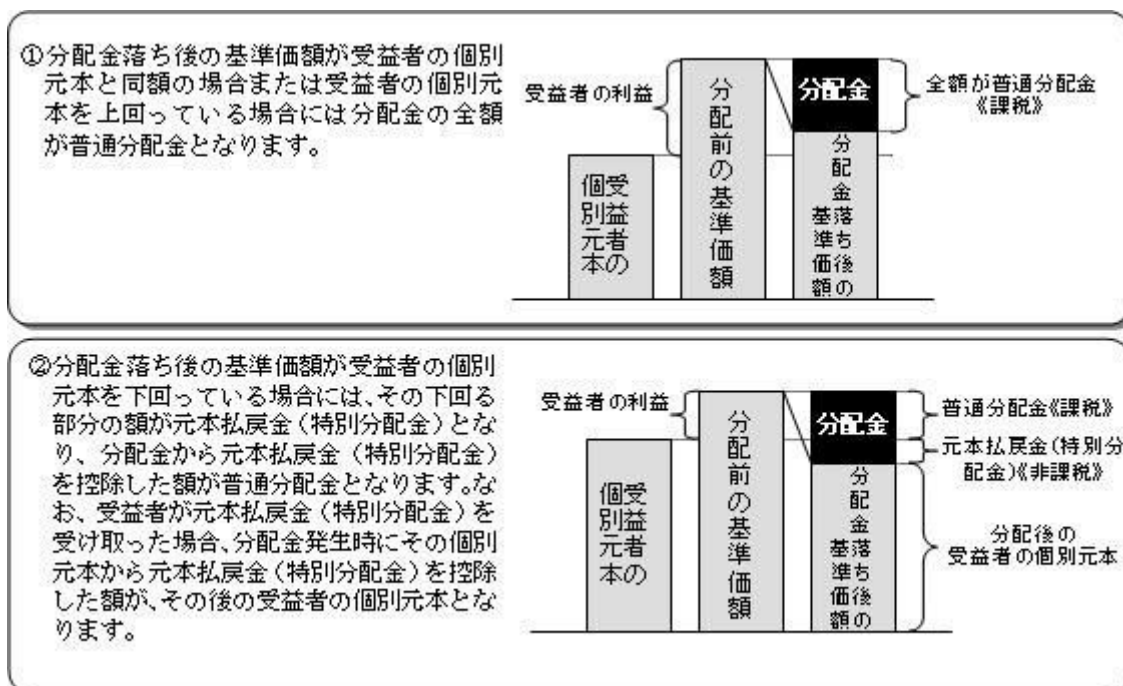 ①分配金落ち後の基準価額が受益者の個別
元本と同額の場合または受益者の個別元
本を上回っている場合には分配金の全額
が普通分配金となります。
受益者の利益
受益者の
個別元本
分配前の基準価額
分配金
分配金落ち後の
基準価額
全額が普通分配金
《課税》
②分配金落ち後の基準価額が受益者の個別
元本を下回っている場合には、その下回る
部分の額が元本払戻金（特別分配金）とな
り、分配金から元本払戻金（特別分配金）
を控除した額が普通分配金となります。な
お、受益者が元本払戻金（特別分配金）を
受け取った場合、分配金発生時にその個別
元本から元本払戻金（特別分配金）を控除
した額が、その後の受益者の個別元本とな
ります。
受益者の利益
受益者の
個別元本
分配前の基準価額
分配金
分配金落ち後の
基準価額
普通分配金《課税》
元本払戻金（特別分
配金）《非課税》
分配後の
受益者の個別元本